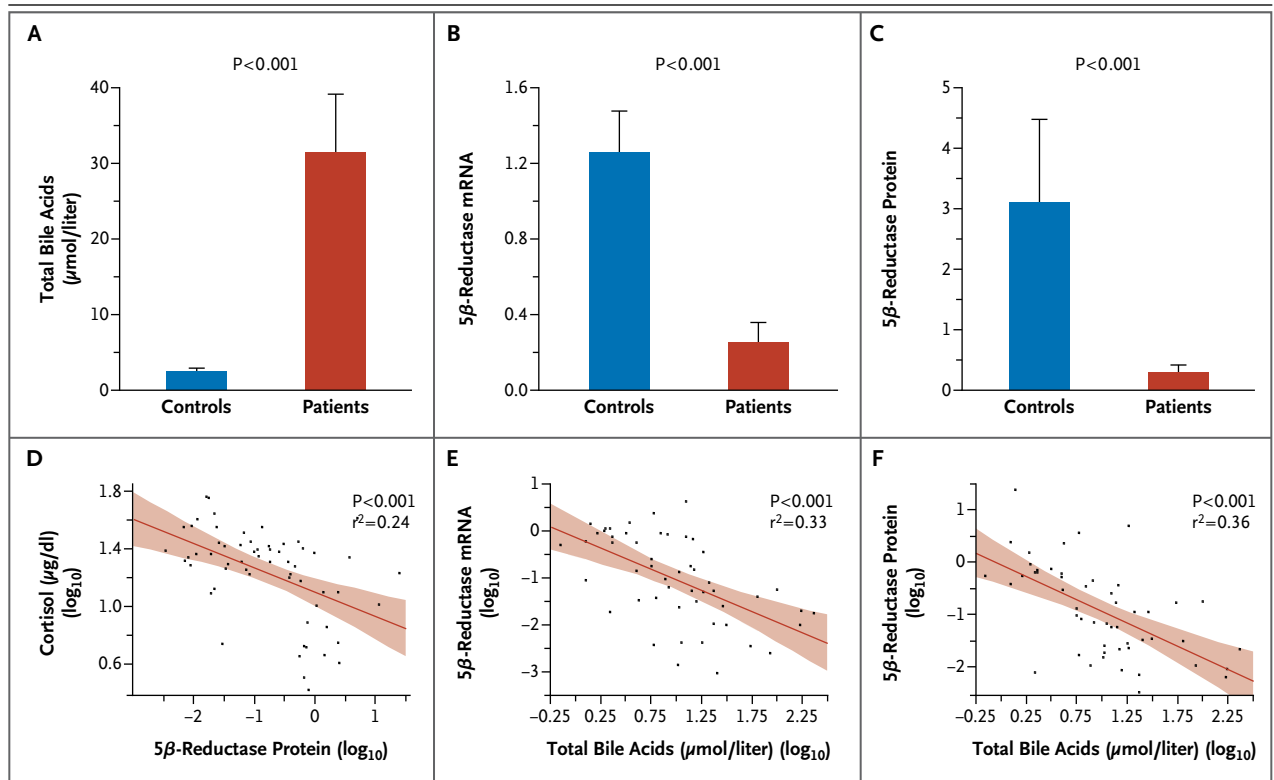 A
P<0.001
Total Bile Acids
(µmol/liter)
40
30
20
10
0
Controls
Patients
B
P<0.001
5β-Reductase mRNA
1.6
1.2
0.8
0.4
0.0
Controls
Patients
C
P<0.001
5β-Reductase Protein
5
4
3
2
1
0
Controls
Patients
D
P<0.001
r²=0.24
Cortisol (µg/dl)
(log₁₀)
1.8
1.4
1.0
0.6
−2
−1
0
1
5β-Reductase Protein (log₁₀)
E
P<0.001
r²=0.33
5β-Reductase mRNA
(log₁₀)
1
0
−1
−2
−3
−0.25
0.25
0.75
1.25
1.75
2.25
Total Bile Acids (µmol/liter) (log₁₀)
F
P<0.001
r²=0.36
5β-Reductase Protein
(log₁₀)
1
0
−1
−2
−0.25
0.25
0.75
1.25
1.75
2.25
Total Bile Acids (µmol/liter) (log₁₀)